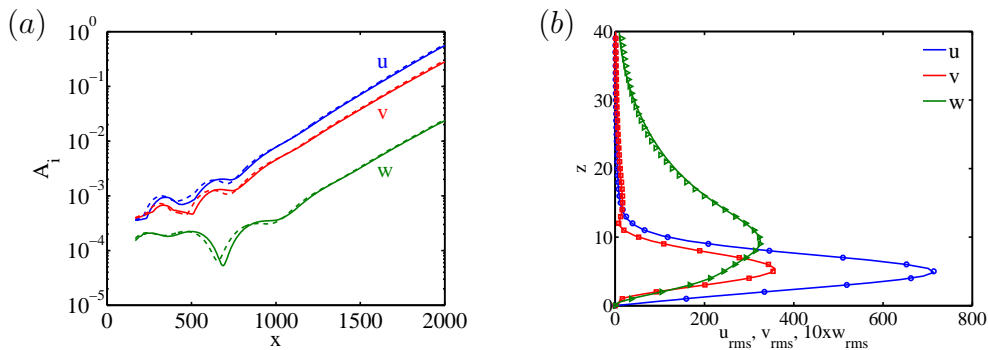 (a)
10^0
10^-1
10^-2
10^-3
10^-4
10^-5
A_i
u
v
w
0 500 1000 1500 2000
x
(b)
40
30
20
10
0
z
u
v
w
0 200 400 600 800
u_rms, v_rms, 10xw_rms